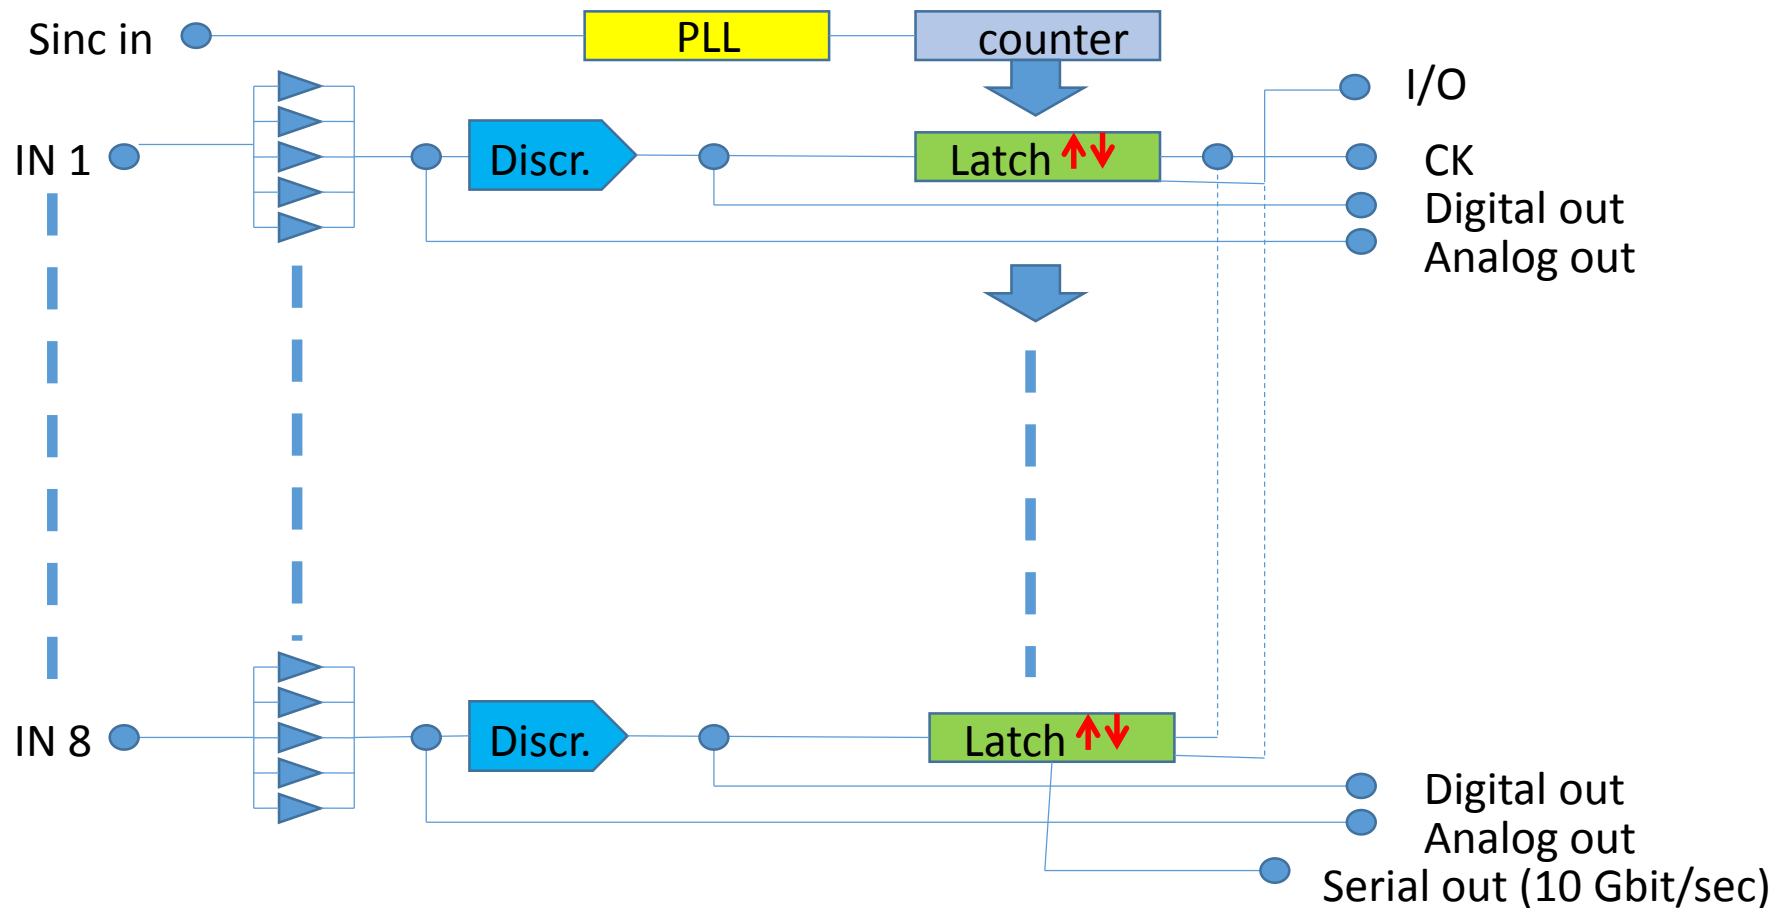 Sinc in
PLL
counter
I/O
IN 1
Discr.
Latch
CK
Digital out
Analog out
IN 8
Discr.
Latch
Digital out
Analog out
Serial out (10 Gbit/sec)